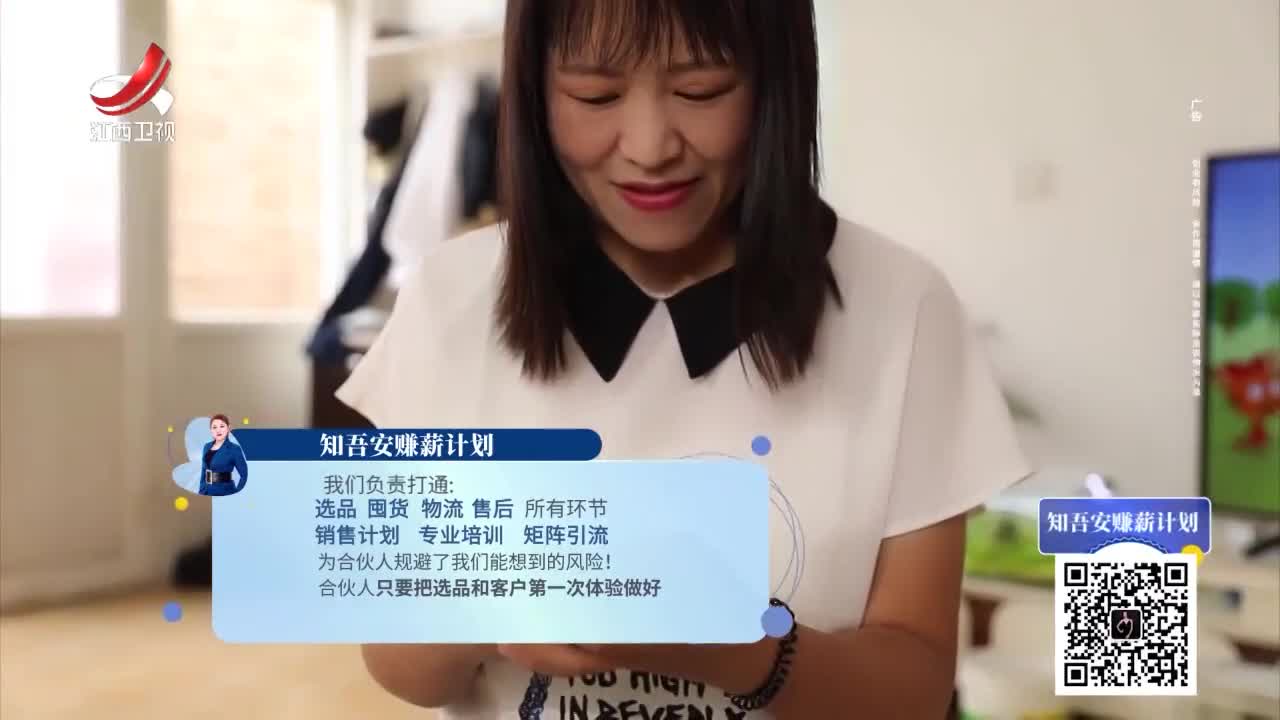 江西卫视
广告
知吾安赚薪计划
我们负责打通:
选品 囤货 物流 售后 所有环节
销售计划 专业培训 矩阵引流
为合伙人规避了我们能想到的风险!
合伙人只要把选品和客户第一次体验做好
知吾安赚薪计划
TOO HIGH
IN BEVERLY